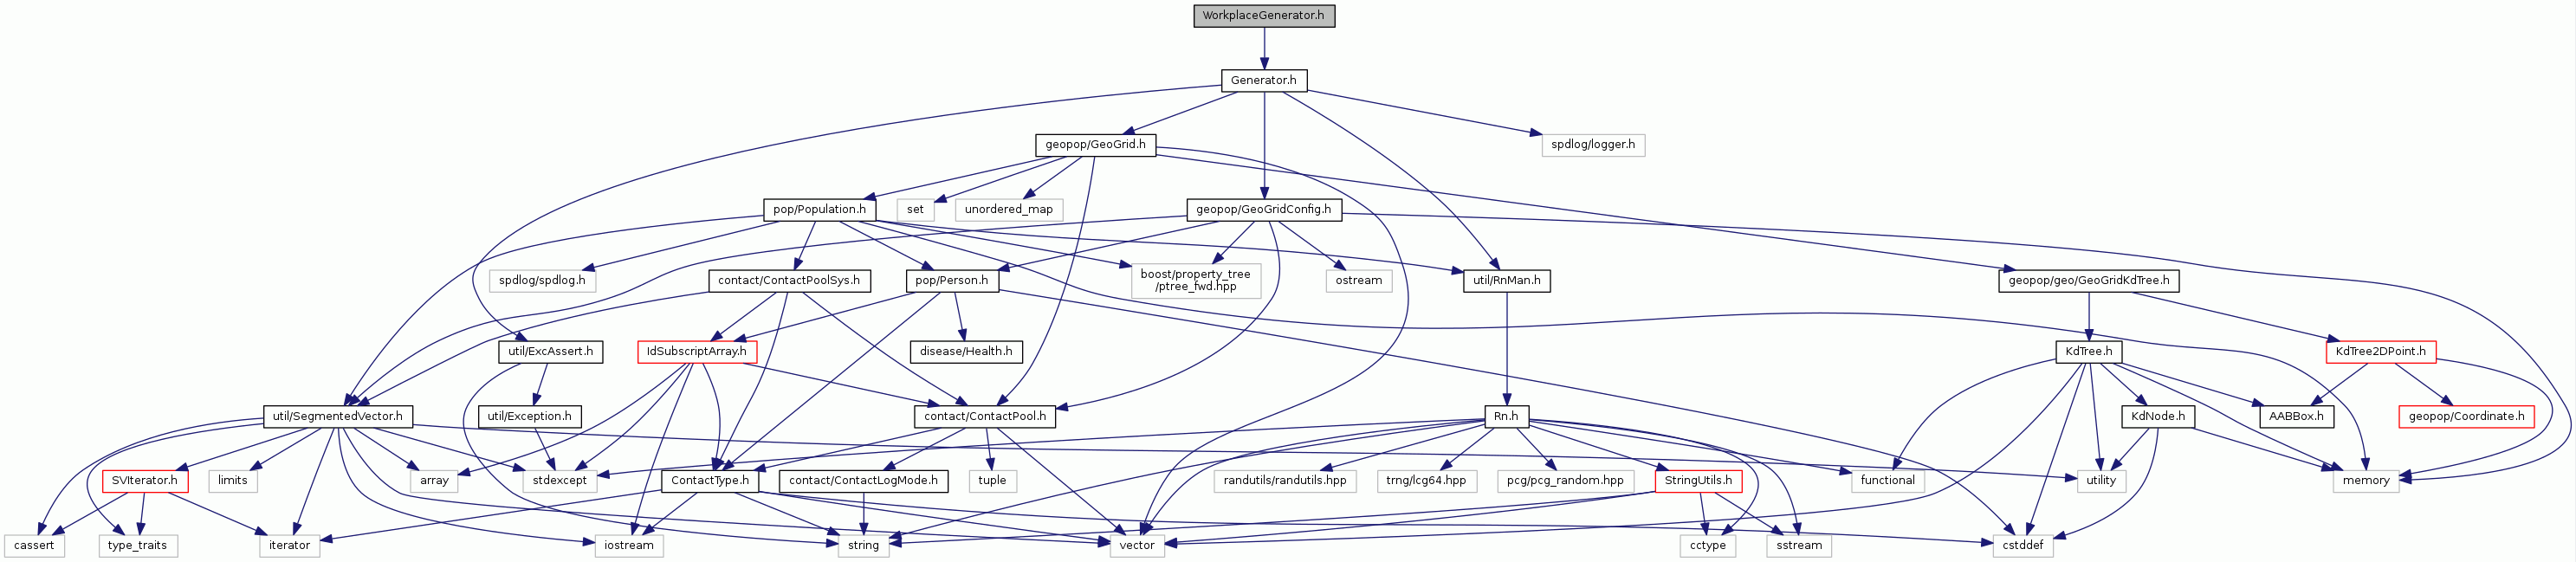 WorkplaceGenerator.h
Generator.h
geopop/GeoGrid.h
spdlog/logger.h
pop/Population.h
set
unordered_map
geopop/GeoGridConfig.h
spdlog/spdlog.h
contact/ContactPoolSys.h
pop/Person.h
boost/property_tree
/ptree_fwd.hpp
ostream
util/RnMan.h
geopop/geo/GeoGridKdTree.h
util/ExcAssert.h
IdSubscriptArray.h
disease/Health.h
KdTree.h
KdTree2DPoint.h
util/SegmentedVector.h
util/Exception.h
contact/ContactPool.h
Rn.h
KdNode.h
AABBox.h
geopop/Coordinate.h
SVIterator.h
limits
array
stdexcept
ContactType.h
contact/ContactLogMode.h
tuple
randutils/randutils.hpp
trng/lcg64.hpp
pcg/pcg_random.hpp
StringUtils.h
functional
utility
memory
cassert
type_traits
iterator
iostream
string
vector
cctype
sstream
cstddef